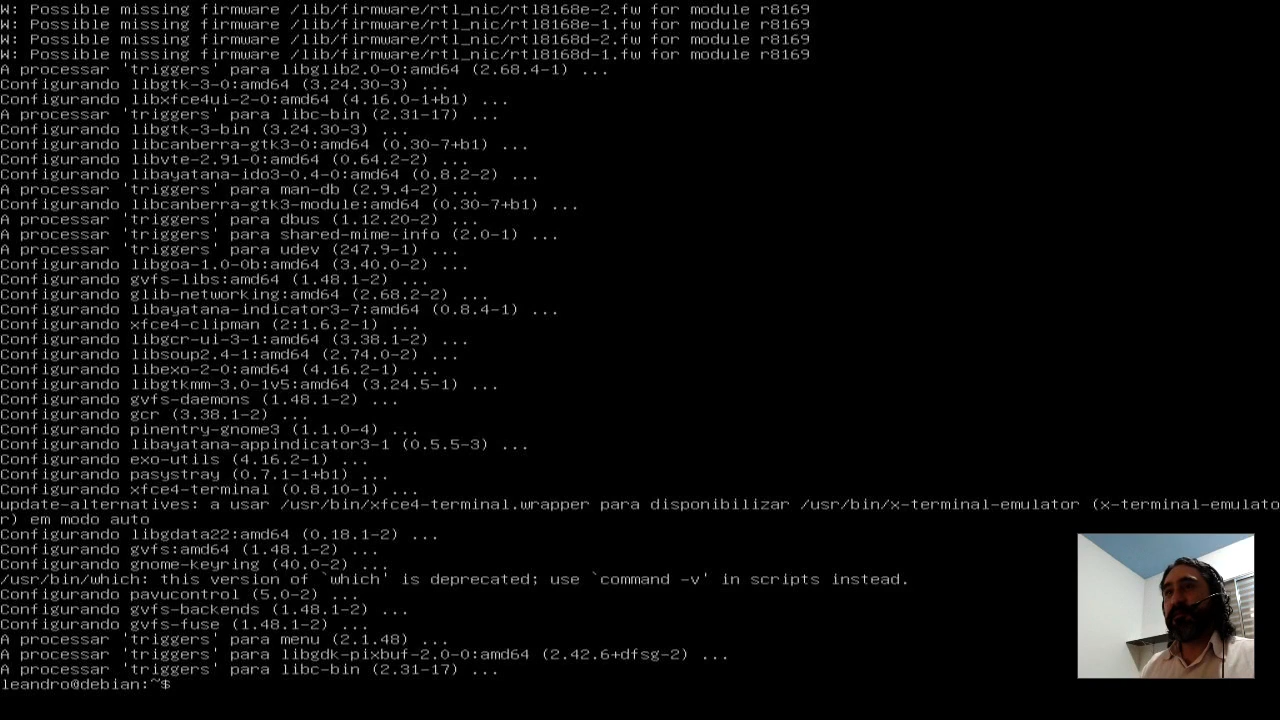 W: Possible missing firmware /lib/firmware/rtl_nic/rtl8168e-2.fw for module r8169
W: Possible missing firmware /lib/firmware/rtl_nic/rtl8168e-1.fw for module r8169
W: Possible missing firmware /lib/firmware/rtl_nic/rtl8168d-2.fw for module r8169
W: Possible missing firmware /lib/firmware/rtl_nic/rtl8168d-1.fw for module r8169
A processar 'triggers' para libglib2.0-0:amd64 (2.68.4-1) ...
Configurando libgtk-3-0:amd64 (3.24.30-3) ...
Configurando libxfce4ui-2-0:amd64 (4.16.0-1+b1) ...
A processar 'triggers' para libc-bin (2.31-17) ...
Configurando libgtk-3-bin (3.24.30-3) ...
Configurando libcanberra-gtk3-0:amd64 (0.30-7+b1) ...
Configurando libvte-2.91-0:amd64 (0.64.2-2) ...
Configurando libayatana-ido3-0.4-0:amd64 (0.8.2-2) ...
A processar 'triggers' para man-db (2.9.4-2) ...
Configurando libcanberra-gtk3-module:amd64 (0.30-7+b1) ...
A processar 'triggers' para dbus (1.12.20-2) ...
A processar 'triggers' para shared-mime-info (2.0-1) ...
A processar 'triggers' para udev (247.9-1) ...
Configurando libgoa-1.0-0b:amd64 (3.40.0-2) ...
Configurando gvfs-libs:amd64 (1.48.1-2) ...
Configurando glib-networking:amd64 (2.68.2-2) ...
Configurando libayatana-indicator3-7:amd64 (0.8.4-1) ...
Configurando xfce4-clipman (2:1.6.2-1) ...
Configurando libgcr-ui-3-1:amd64 (3.38.1-2) ...
Configurando libsoup2.4-1:amd64 (2.74.0-2) ...
Configurando libexo-2-0:amd64 (4.16.2-1) ...
Configurando libgtkmm-3.0-1v5:amd64 (3.24.5-1) ...
Configurando gvfs-daemons (1.48.1-2) ...
Configurando gcr (3.38.1-2) ...
Configurando pinentry-gnome3 (1.1.0-4) ...
Configurando libayatana-appindicator3-1 (0.5.5-3) ...
Configurando exo-utils (4.16.2-1) ...
Configurando pasystray (0.7.1-1+b1) ...
Configurando xfce4-terminal (0.8.10-1) ...
update-alternatives: a usar /usr/bin/xfce4-terminal.wrapper para disponibilizar /usr/bin/x-terminal-emulator (x-terminal-emulato
r) em modo auto
Configurando libgdata22:amd64 (0.18.1-2) ...
Configurando gvfs:amd64 (1.48.1-2) ...
Configurando gnome-keyring (40.0-2) ...
/usr/bin/which: this version of `which' is deprecated; use `command -v' in scripts instead.
Configurando pavucontrol (5.0-2) ...
Configurando gvfs-backends (1.48.1-2) ...
Configurando gvfs-fuse (1.48.1-2) ...
A processar 'triggers' para menu (2.1.48) ...
A processar 'triggers' para libgdk-pixbuf-2.0-0:amd64 (2.42.6+dfsg-2) ...
A processar 'triggers' para libc-bin (2.31-17) ...
leandro@debian:~$